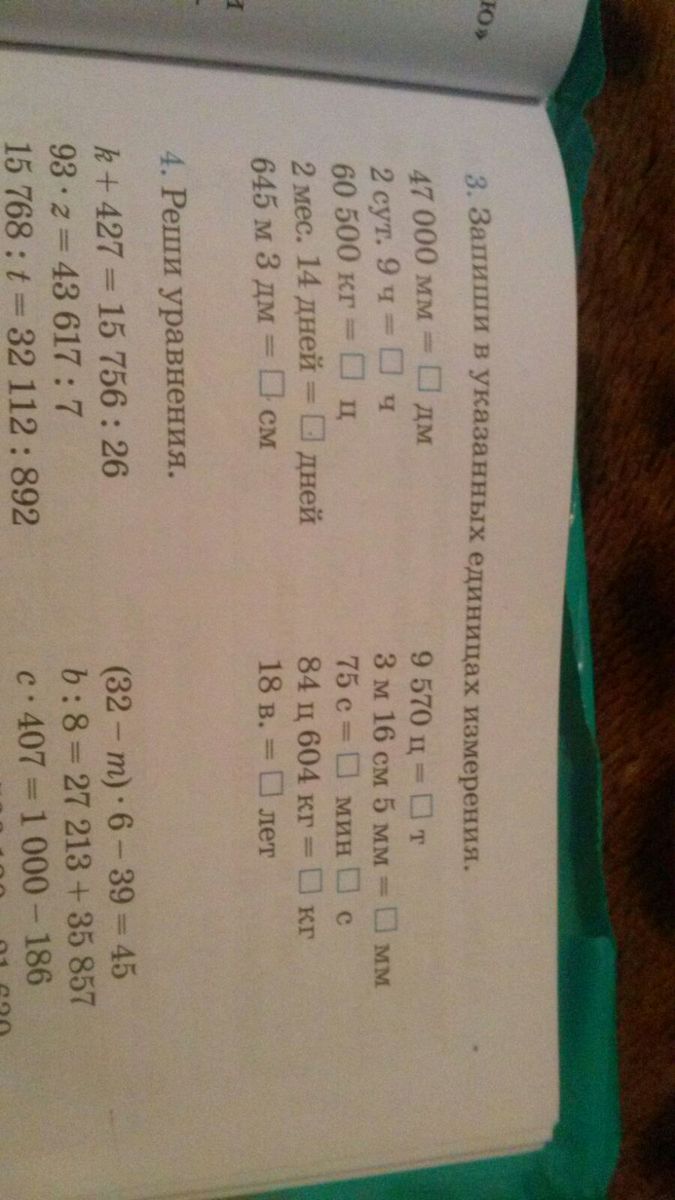 ю»
и
3. Запиши в указанных единицах измерения.
47 000 мм = □ дм
2 сут. 9 ч = □ ч
60 500 кг = □ ц
2 мес. 14 дней = □ дней
645 м 3 дм = □ см
9 570 ц = □ т
3 м 16 см 5 мм = □ мм
75 с = □ мин □ с
84 ц 604 кг = □ кг
18 в. = □ лет
4. Реши уравнения.
k + 427 = 15 756 : 26
93 · z = 43 617 : 7
15 768 : t = 32 112 : 892
(32 – m) · 6 – 39 = 45
b : 8 = 27 213 + 35 857
c · 407 = 1 000 – 186